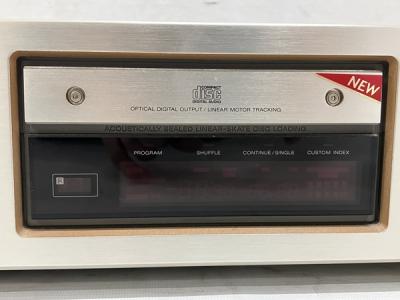 COMPACT
disc
DIGITAL AUDIO
NEW
OPTICAL DIGITAL OUTPUT / LINEAR MOTOR TRACKING
ACOUSTICALLY SEALED LINEAR-SKATE DISC LOADING
PROGRAM SHUFFLE CONTINUE/SINGLE CUSTOM INDEX
R